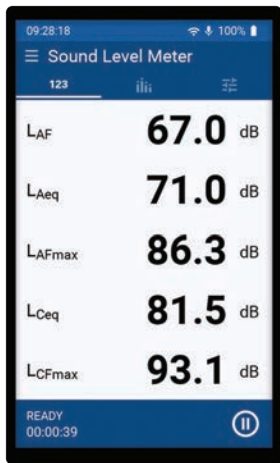 09:28:18 100%
Sound Level Meter
123
LAF 67.0 dB
LAeq 71.0 dB
LAFmax 86.3 dB
LCeq 81.5 dB
LCFmax 93.1 dB
READY
00:00:39